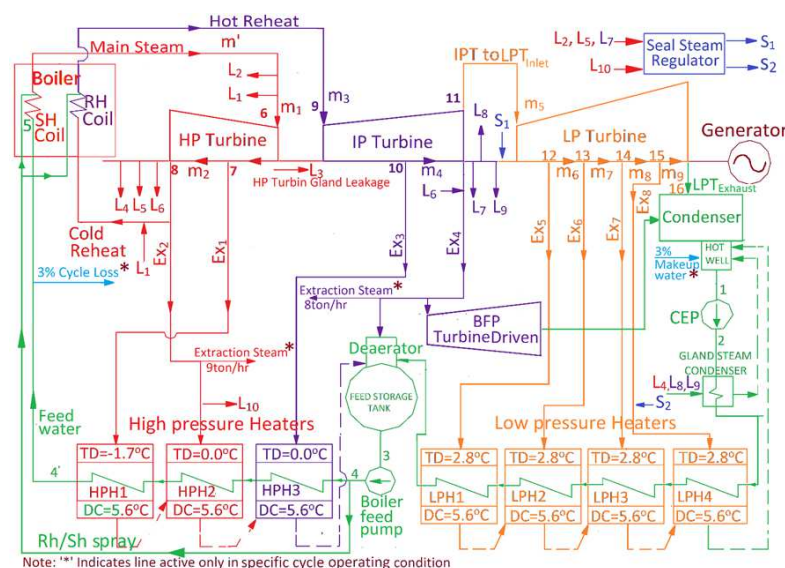 Hot Reheat
Main Steam
m'
IPT to LPT Inlet
L2, L5, L7
Seal Steam
Regulator
S1
L10
S2
Boiler
5
SH
Coil
RH
Coil
L2
L1
6
m1
9
m3
11
m5
L8
S1
HP Turbine
IP Turbine
LP Turbine
Generator
8
m2
7
L3
HP Turbin Gland Leakage
10
m4
12
13
14
15
m6
m7
m8
m9
16
LPT Exhaust
L4
L5
L6
L6
L7
L9
Cold
Reheat
L1
Ex2
Ex1
Ex3
Ex4
Ex5
Ex6
Ex7
Ex8
Condenser
HOT
WELL
3%
Makeup
water*
3% Cycle Loss*
1
CEP
2
GLAND STEAM
CONDENSER
L4,L8,L9
S2
Extraction Steam*
8ton/hr
BFP
TurbineDriven
Extraction Steam*
9ton/hr
Deaerator
FEED STORAGE
TANK
L10
Feed
water
High pressure Heaters
3
Low pressure Heaters
4'
TD=-1.7°C
HPH1
DC=5.6°C
TD=0.0°C
HPH2
DC=5.6°C
TD=0.0°C
HPH3
DC=5.6°C
4
Boiler
feed
pump
TD=2.8°C
LPH1
DC=5.6°C
TD=2.8°C
LPH2
DC=5.6°C
TD=2.8°C
LPH3
DC=5.6°C
TD=2.8°C
LPH4
DC=5.6°C
Rh/Sh spray
Note: '*' Indicates line active only in specific cycle operating condition